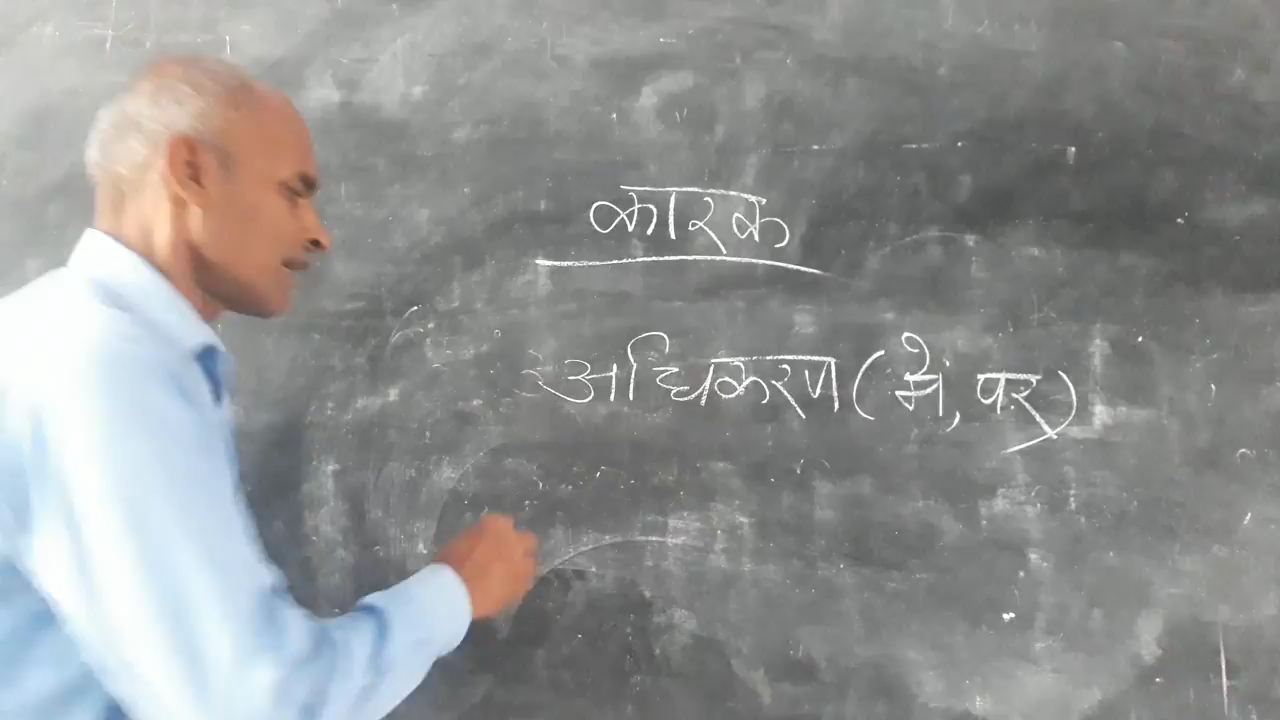 कारक
अधिकरण ( में, पर )